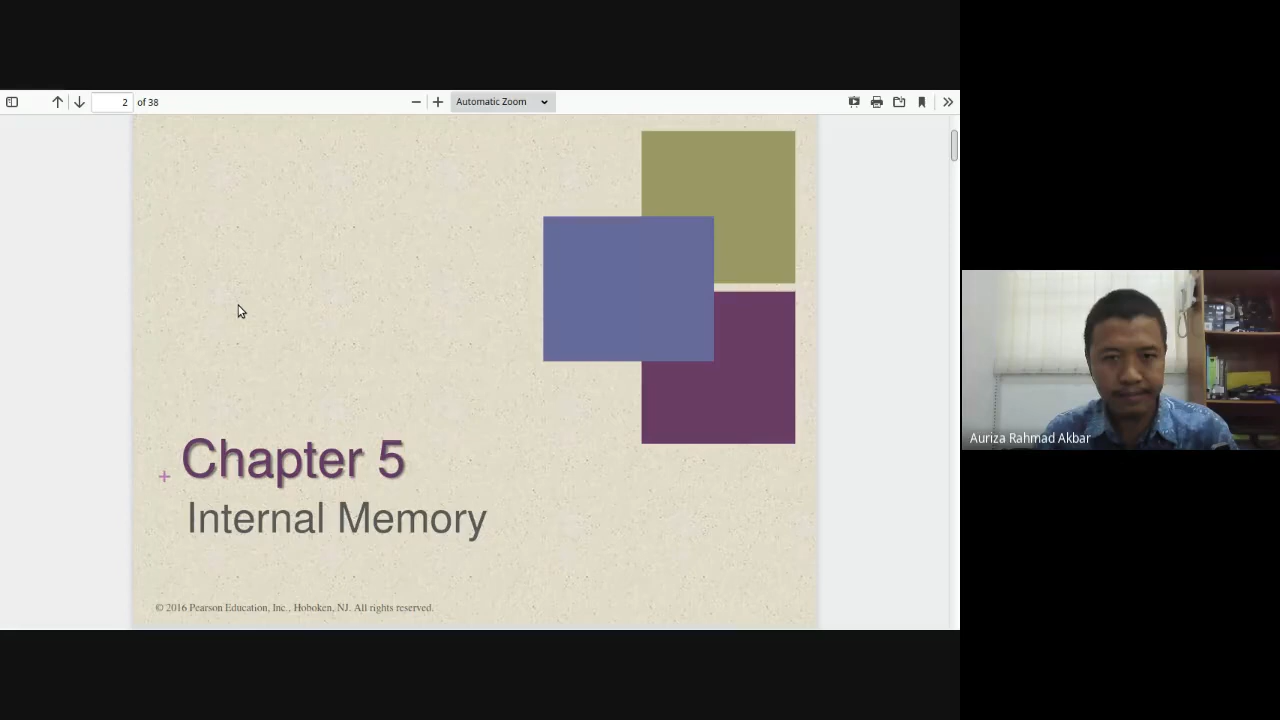 2 of 38 Automatic Zoom
+ Chapter 5
Internal Memory
© 2016 Pearson Education, Inc., Hoboken, NJ. All rights reserved.
Auriza Rahmad Akbar